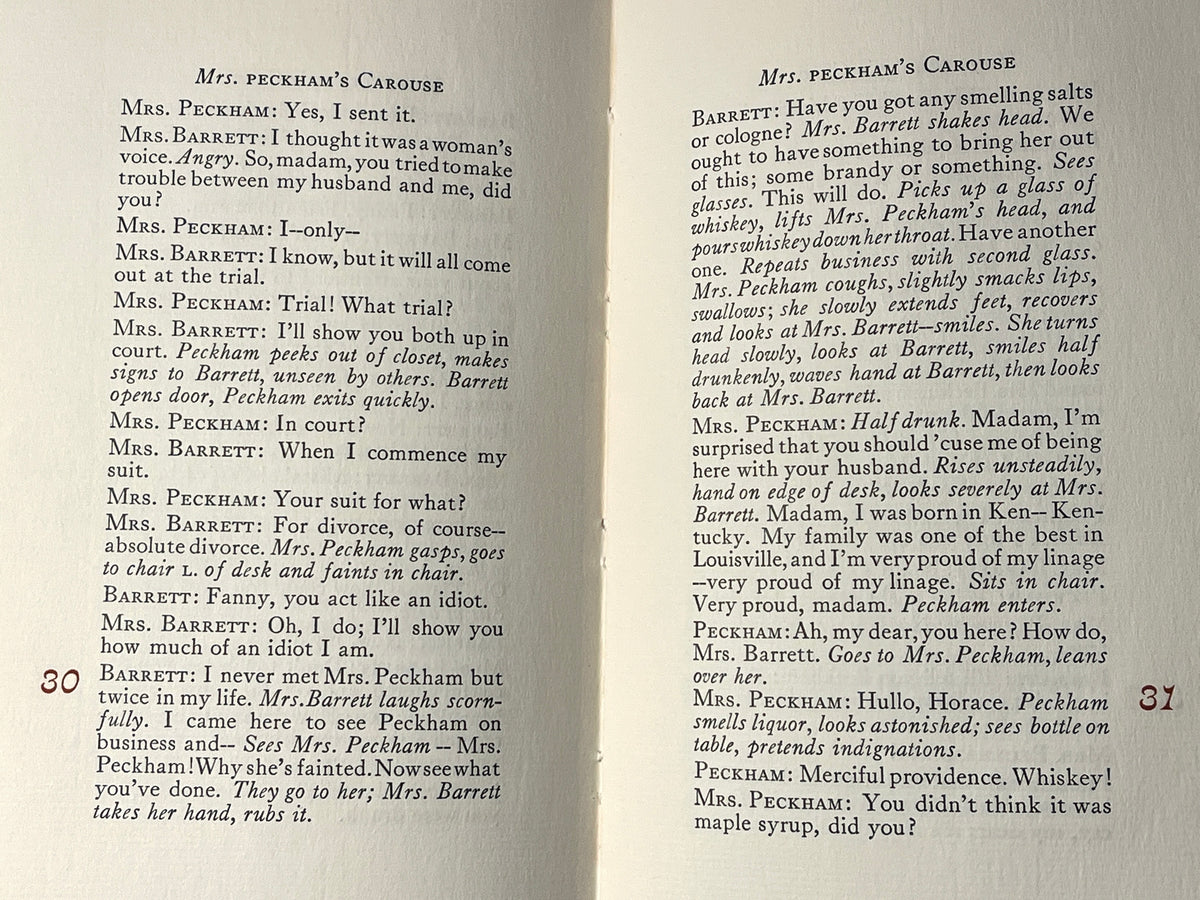 Mrs. PECKHAM'S CAROUSE
MRS. PECKHAM: Yes, I sent it.
MRS. BARRETT: I thought it was a woman's
voice. Angry. So, madam, you tried to make
trouble between my husband and me, did
you?
MRS. PECKHAM: I--only--
MRS. BARRETT: I know, but it will all come
out at the trial.
MRS. PECKHAM: Trial! What trial?
MRS. BARRETT: I'll show you both up in
court. Peckham peeks out of closet, makes
signs to Barrett, unseen by others. Barrett
opens door, Peckham exits quickly.
MRS. PECKHAM: In court?
MRS. BARRETT: When I commence my
suit.
MRS. PECKHAM: Your suit for what?
MRS. BARRETT: For divorce, of course--
absolute divorce. Mrs. Peckham gasps, goes
to chair L. of desk and faints in chair.
BARRETT: Fanny, you act like an idiot.
MRS. BARRETT: Oh, I do; I'll show you
how much of an idiot I am.
30
BARRETT: I never met Mrs. Peckham but
twice in my life. Mrs. Barrett laughs scorn-
fully. I came here to see Peckham on
business and-- Sees Mrs. Peckham -- Mrs.
Peckham! Why she's fainted. Now see what
you've done. They go to her; Mrs. Barrett
takes her hand, rubs it.
Mrs. PECKHAM'S CAROUSE
BARRETT: Have you got any smelling salts
or cologne? Mrs. Barrett shakes head. We
ought to have something to bring her out
of this; some brandy or something. Sees
glasses. This will do. Picks up a glass of
whiskey, lifts Mrs. Peckham's head, and
pours whiskey down her throat. Have another
one. Repeats business with second glass.
Mrs. Peckham coughs, slightly smacks lips,
swallows; she slowly extends feet, recovers
and looks at Mrs. Barrett--smiles. She turns
head slowly, looks at Barrett, smiles half
drunkenly, waves hand at Barrett, then looks
back at Mrs. Barrett.
MRS. PECKHAM: Half drunk. Madam, I'm
surprised that you should 'cuse me of being
here with your husband. Rises unsteadily,
hand on edge of desk, looks severely at Mrs.
Barrett. Madam, I was born in Ken-- Ken-
tucky. My family was one of the best in
Louisville, and I'm very proud of my linage
--very proud of my linage. Sits in chair.
Very proud, madam. Peckham enters.
PECKHAM: Ah, my dear, you here? How do,
Mrs. Barrett. Goes to Mrs. Peckham, leans
over her.
MRS. PECKHAM: Hullo, Horace. Peckham
smells liquor, looks astonished; sees bottle on
table, pretends indignations.
31
PECKHAM: Merciful providence. Whiskey!
MRS. PECKHAM: You didn't think it was
maple syrup, did you?